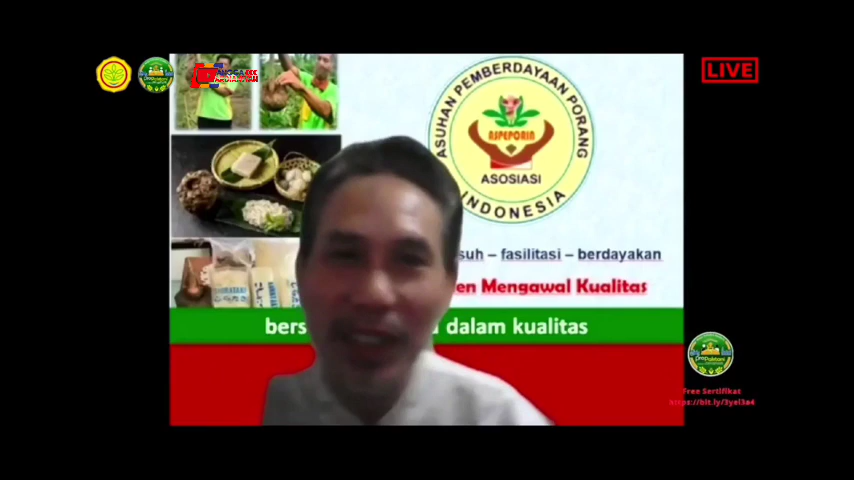 LIVE
ASUHAN PEMBERDAYAAN PORANG
ASPEPORIN
ASOSIASI
INDONESIA
suh – fasilitasi – berdayakan
en Mengawal Kualitas
bers
dalam kualitas
Free Sertifikat